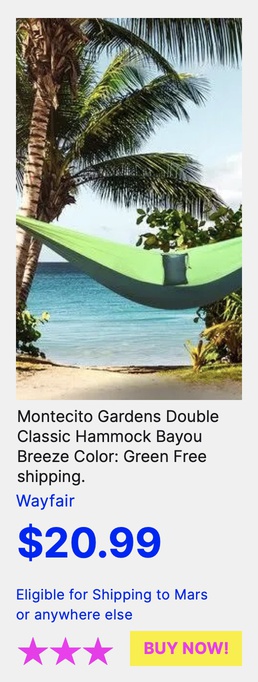 Montecito Gardens Double
Classic Hammock Bayou
Breeze Color: Green Free
shipping.
Wayfair
$20.99
Eligible for Shipping to Mars
or anywhere else
BUY NOW!